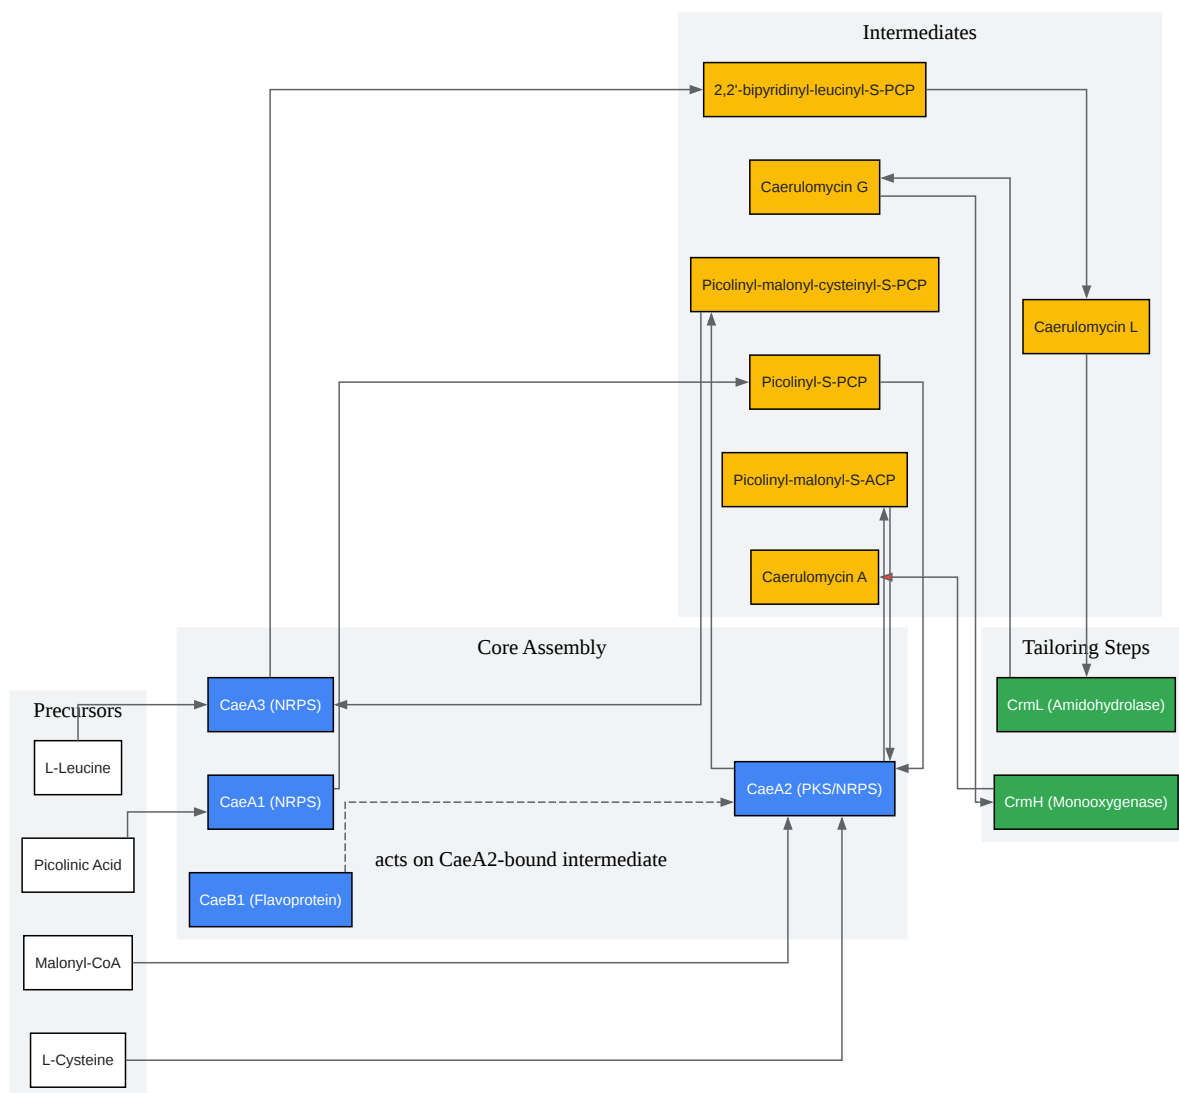 Intermediates
2,2'-bipyridinyl-leucinyl-S-PCP
Caerulomycin G
Picolinyl-malonyl-cysteinyl-S-PCP
Caerulomycin L
Picolinyl-S-PCP
Picolinyl-malonyl-S-ACP
Caerulomycin A
Core Assembly
Tailoring Steps
CaeA3 (NRPS)
CrmL (Amidohydrolase)
Precursors
L-Leucine
CaeA1 (NRPS)
CaeA2 (PKS/NRPS)
CrmH (Monooxygenase)
Picolinic Acid
acts on CaeA2-bound intermediate
CaeB1 (Flavoprotein)
Malonyl-CoA
L-Cysteine